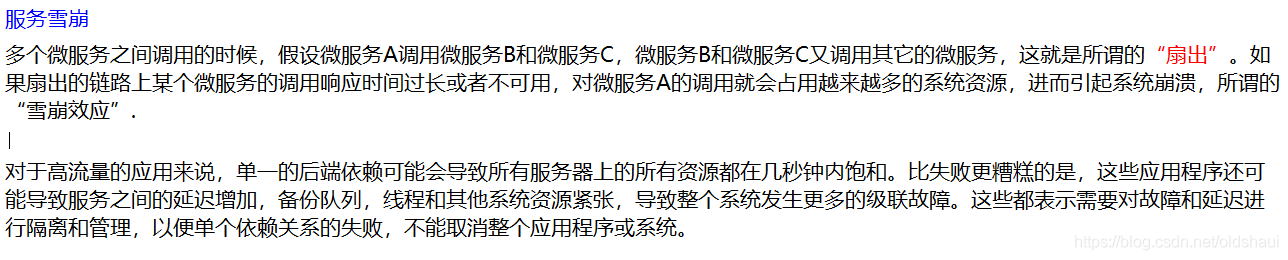 服务雪崩
多个微服务之间调用的时候，假设微服务A调用微服务B和微服务C，微服务B和微服务C又调用其它的微服务，这就是所谓的“扇出”。如
果扇出的链路上某个微服务的调用响应时间过长或者不可用，对微服务A的调用就会占用越来越多的系统资源，进而引起系统崩溃，所谓的
“雪崩效应”.
对于高流量的应用来说，单一的后端依赖可能会导致所有服务器上的所有资源都在几秒钟内饱和。比失败更糟糕的是，这些应用程序还可
能导致服务之间的延迟增加，备份队列，线程和其他系统资源紧张，导致整个系统发生更多的级联故障。这些都表示需要对故障和延迟进
行隔离和管理，以便单个依赖关系的失败，不能取消整个应用程序或系统。
https://blog.csdn.net/oldshaui